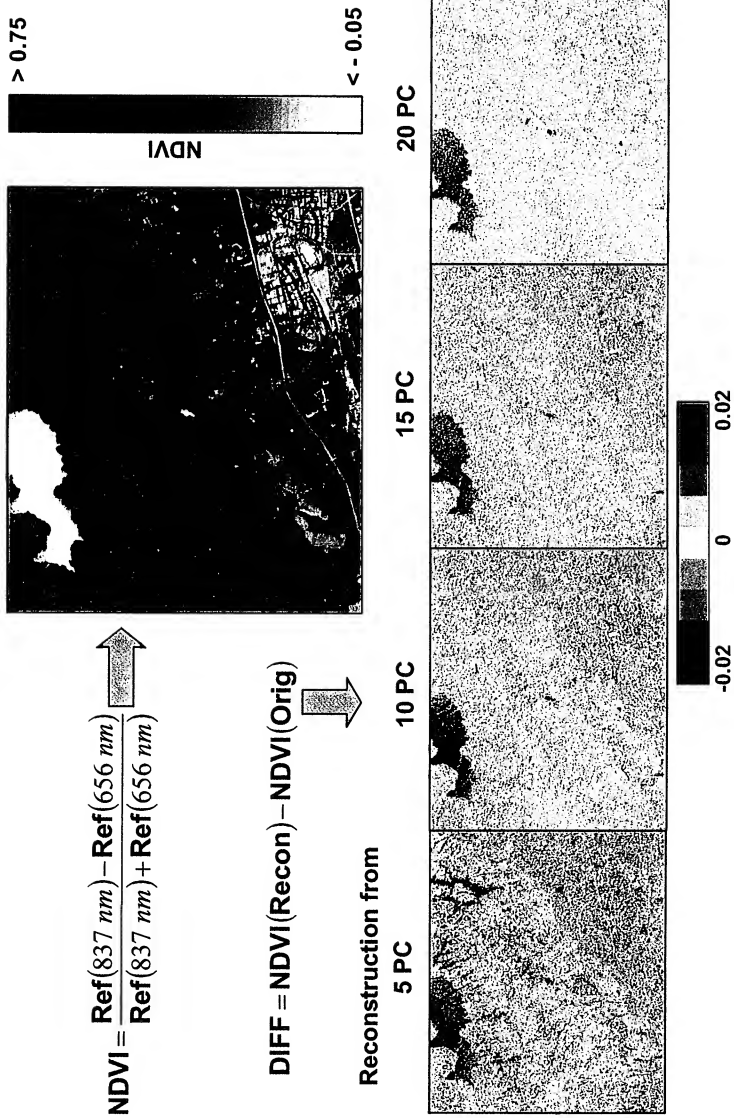 NDVI = Ref(837 nm) – Ref(656 nm) / Ref(837 nm) + Ref(656 nm)
> 0.75
NDVI
< - 0.05
DIFF = NDVI(Recon) – NDVI(Orig)
Reconstruction from
5 PC
10 PC
15 PC
20 PC
-0.02
0
0.02